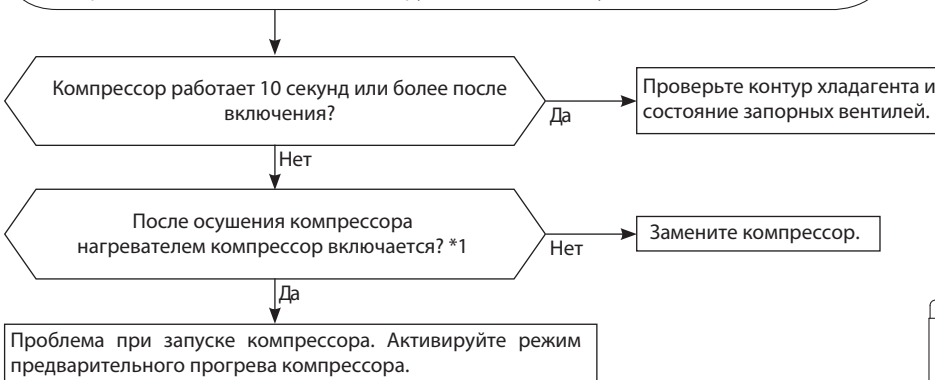 Компрессор работает 10 секунд или более после
включения?
Да
Проверьте контур хладагента и
состояние запорных вентилей.
Нет
После осушения компрессора
нагревателем компрессор включается? *1
Нет
Замените компрессор.
Да
Проблема при запуске компрессора. Активируйте режим
предварительного прогрева компрессора.